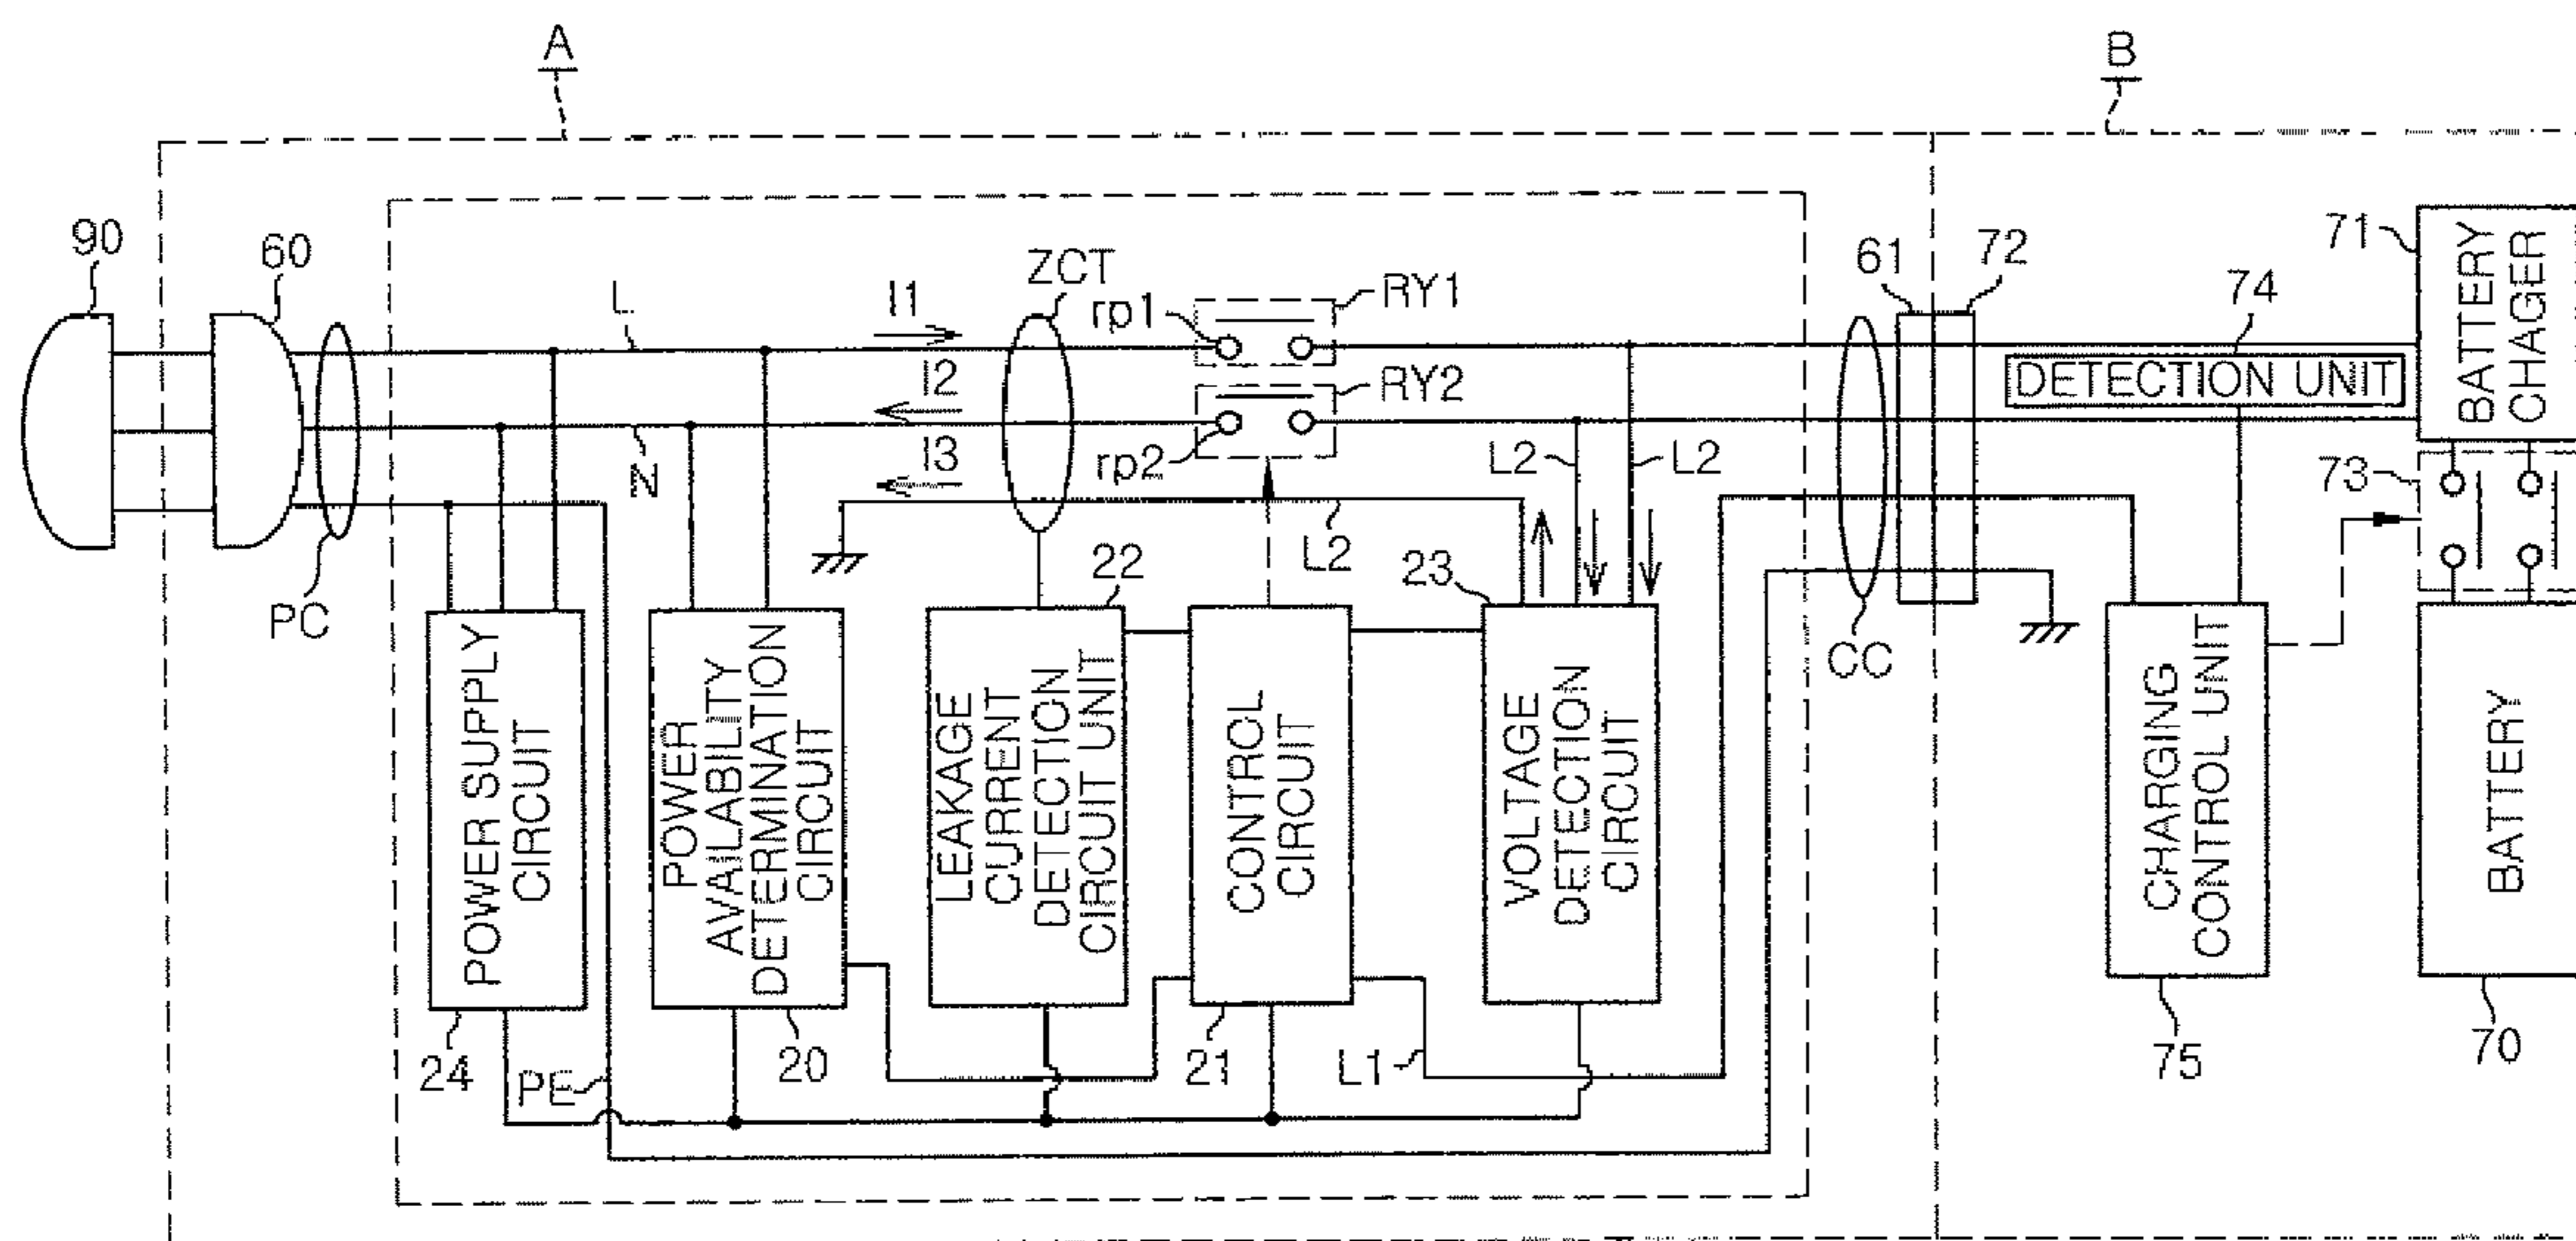 A
B
90
60
L
I1
ZCT
rp1
RY1
61
72
74
71
BATTERY
CHAGER
I2
RY2
DETECTION UNIT
N
I3
rp2
L2
L2
73
PC
22
L2
23
CC
POWER SUPPLY
CIRCUIT
POWER
AVAILABILITY
DETERMINATION
CIRCUIT
LEAKAGE
CURRENT
DETECTION
CIRCUIT UNIT
CONTROL
CIRCUIT
VOLTAGE
DETECTION
CIRCUIT
CHARGING
CONTROL UNIT
BATTERY
24
PE
20
21
L1
75
70